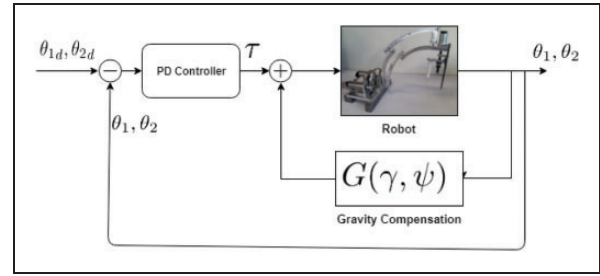 θ₁d, θ₂d
−
PD Controller
τ
+
Robot
θ₁, θ₂
θ₁, θ₂
G(γ, ψ)
Gravity Compensation